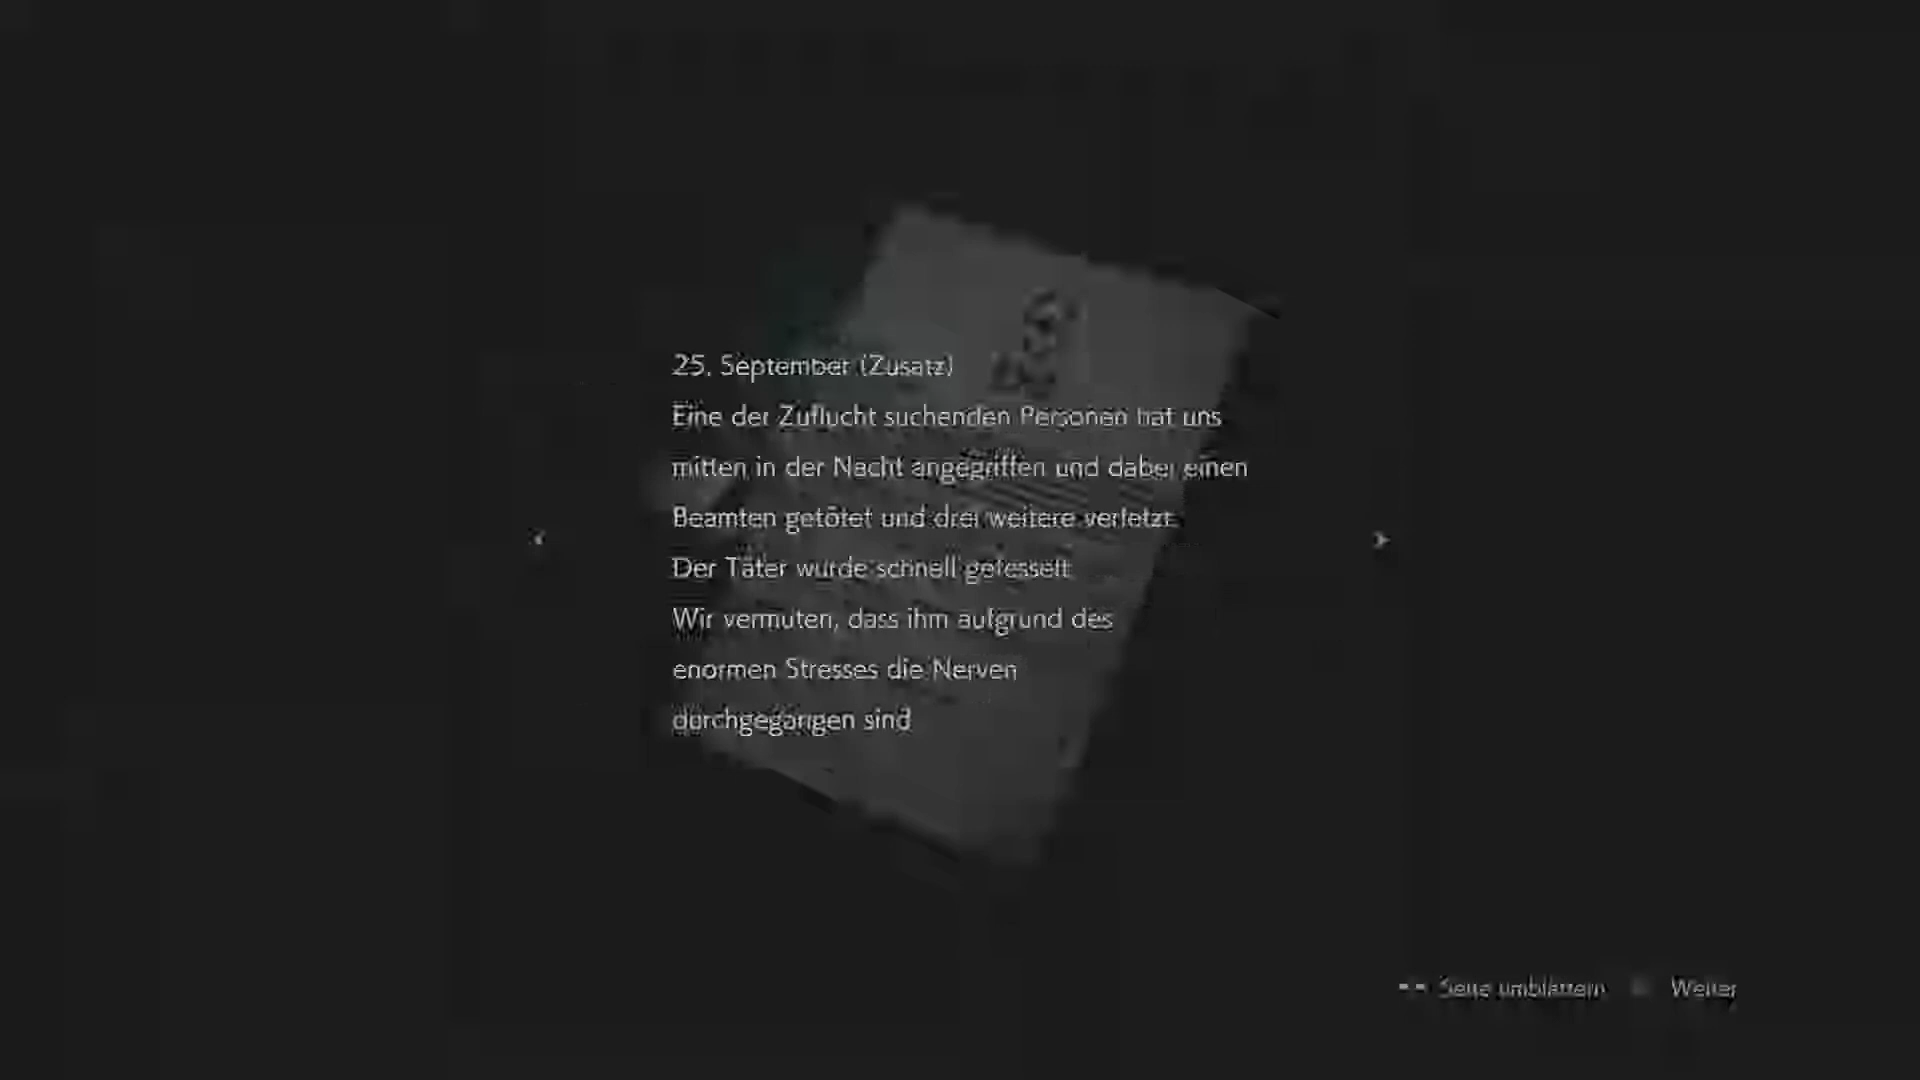 25. September (Zusatz)
Eine der Zuflucht suchenden Personen hat uns
mitten in der Nacht angegriffen und dabei einen
Beamten getötet und drei weitere verletzt.
Der Täter wurde schnell gefesselt.
Wir vermuten, dass ihm aufgrund des
enormen Stresses die Nerven
durchgegangen sind
Seite umblättern Weiter